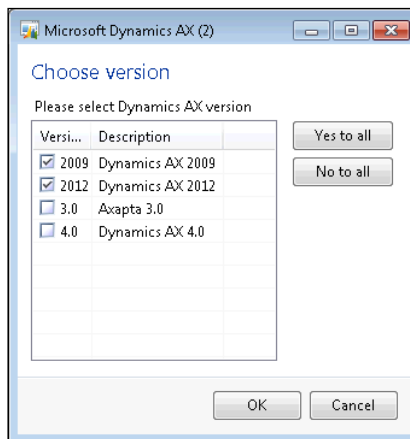 Microsoft Dynamics AX (2)
Choose version
Please select Dynamics AX version
Versi... Description
2009 Dynamics AX 2009
2012 Dynamics AX 2012
3.0 Axapta 3.0
4.0 Dynamics AX 4.0
Yes to all
No to all
OK Cancel